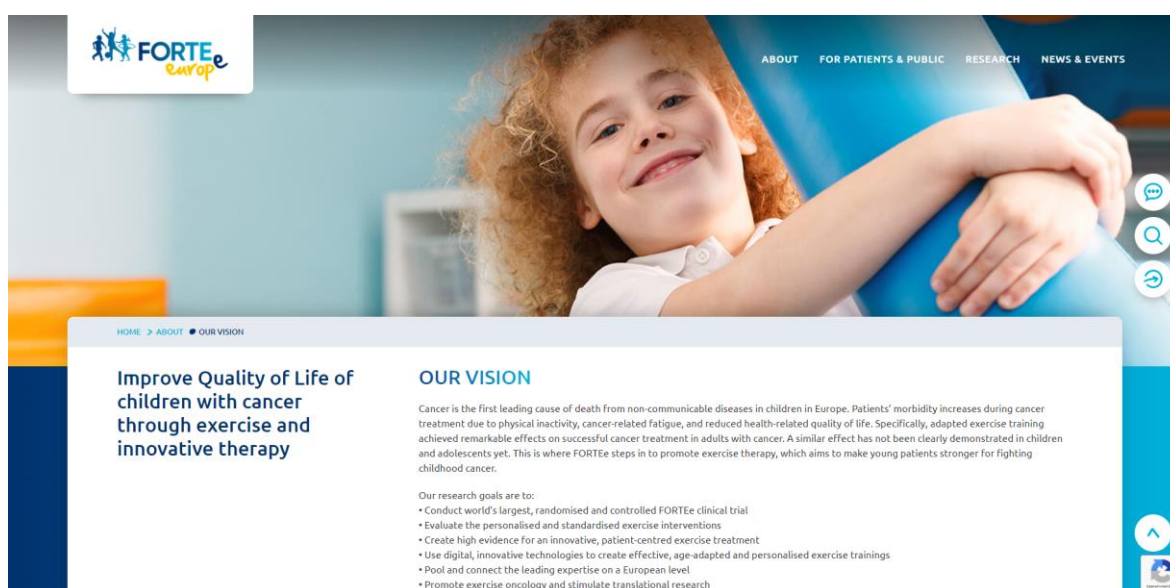 FORTEe
europe
ABOUT FOR PATIENTS & PUBLIC RESEARCH NEWS & EVENTS
HOME > ABOUT OUR VISION
Improve Quality of Life of
children with cancer
through exercise and
innovative therapy
OUR VISION
Cancer is the first leading cause of death from non-communicable diseases in children in Europe. Patients' morbidity increases during cancer
treatment due to physical inactivity, cancer-related fatigue, and reduced health-related quality of life. Specifically, adapted exercise training
achieved remarkable effects on successful cancer treatment in adults with cancer. A similar effect has not been clearly demonstrated in children
and adolescents yet. This is where FORTEe steps in to promote exercise therapy, which aims to make young patients stronger for fighting
childhood cancer.
Our research goals are to:
• Conduct world's largest, randomised and controlled FORTEe clinical trial
• Evaluate the personalised and standardised exercise interventions
• Create high evidence for an innovative, patient-centred exercise treatment
• Use digital, innovative technologies to create effective, age-adapted and personalised exercise trainings
• Pool and connect the leading expertise on a European level
• Promote exercise oncology and stimulate translational research